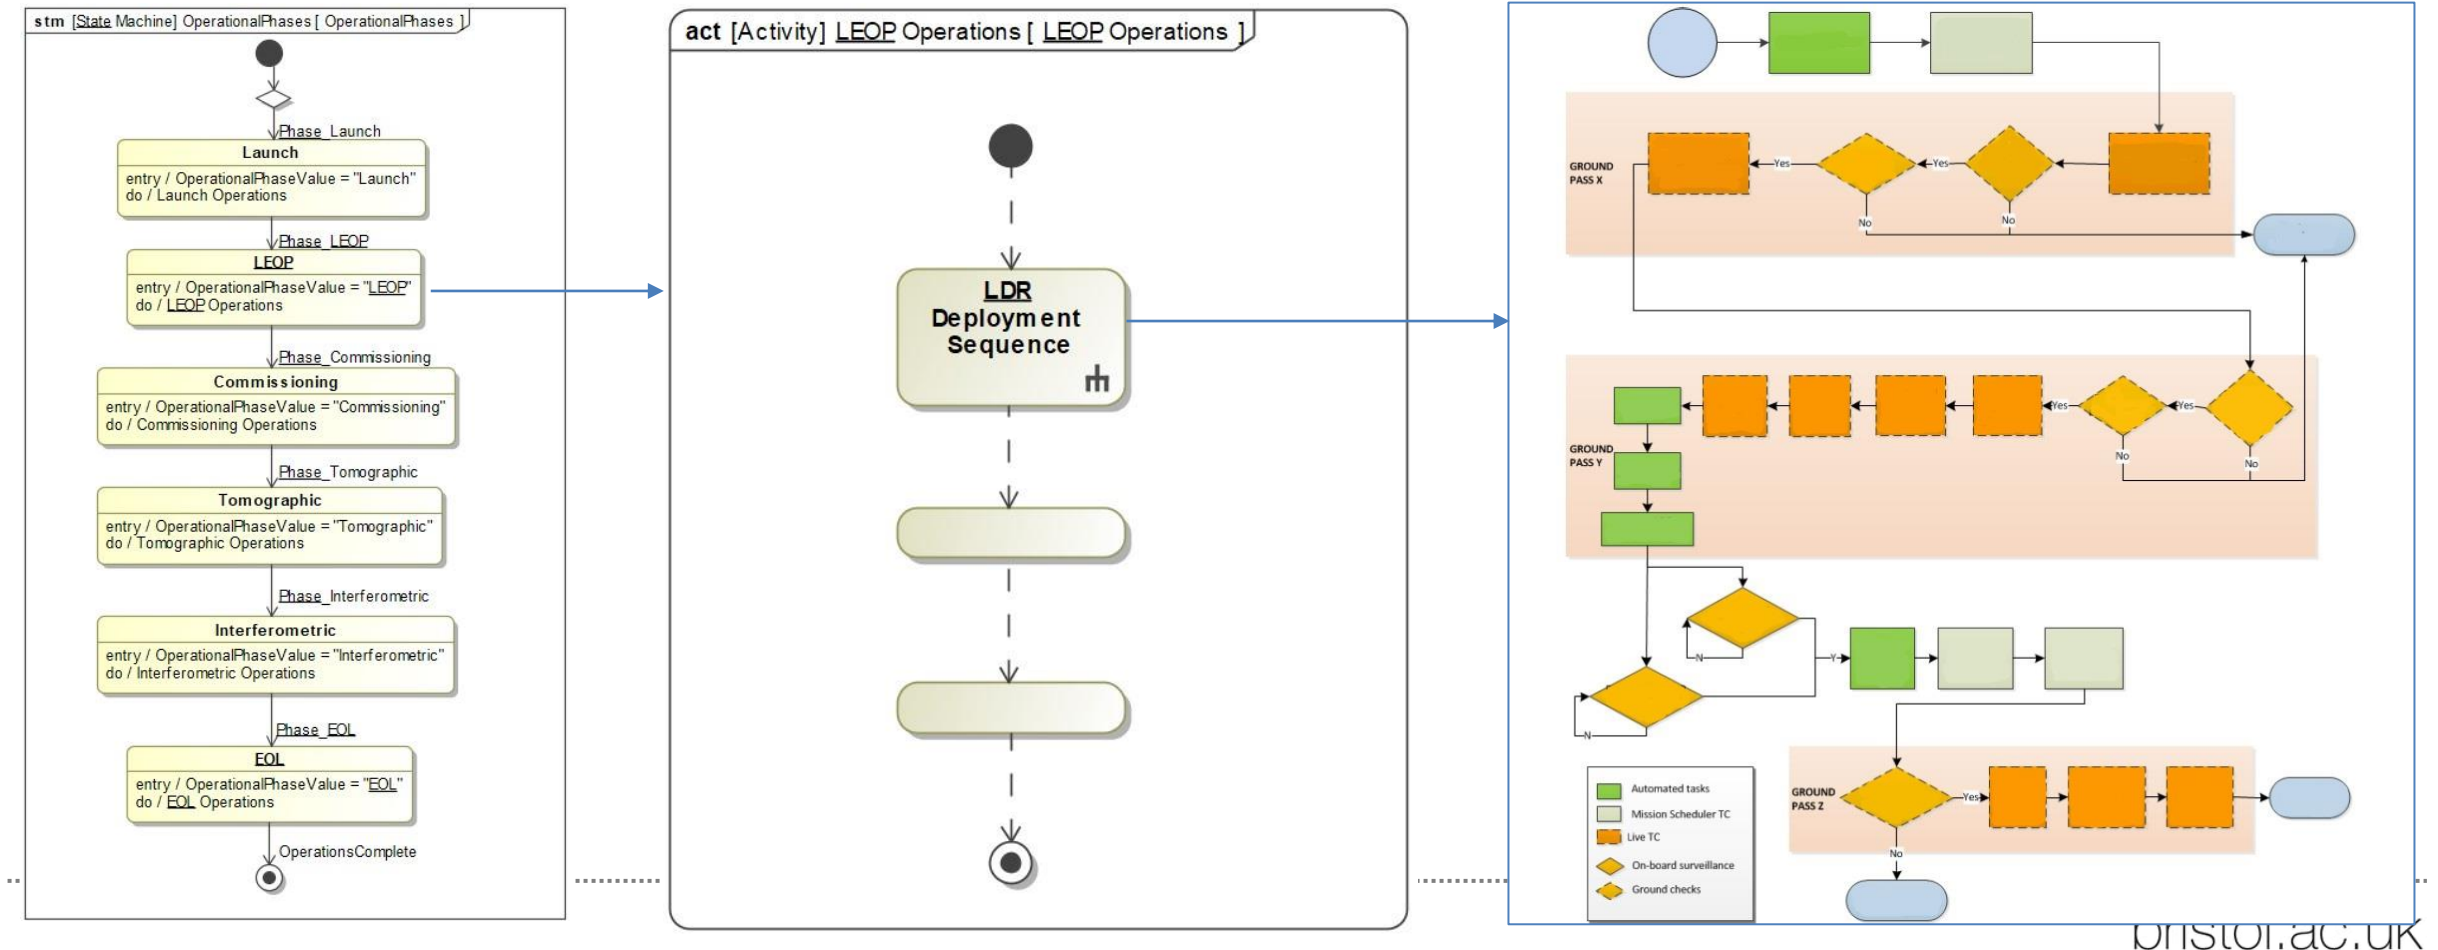 stm [State Machine] OperationalPhases [ OperationalPhases ]
Phase_Launch
Launch
entry / OperationalPhaseValue = "Launch"
do / Launch Operations
Phase_LEOP
LEOP
entry / OperationalPhaseValue = "LEOP"
do / LEOP Operations
Phase_Commissioning
Commissioning
entry / OperationalPhaseValue = "Commissioning"
do / Commissioning Operations
Phase_Tomographic
Tomographic
entry / OperationalPhaseValue = "Tomographic"
do / Tomographic Operations
Phase_Interferometric
Interferometric
entry / OperationalPhaseValue = "Interferometric"
do / Interferometric Operations
Phase_EOL
EOL
entry / OperationalPhaseValue = "EOL"
do / EOL Operations
OperationsComplete
act [Activity] LEOP Operations [ LEOP Operations ]
LDR
Deployment
Sequence
GROUND
PASS X
Yes
Yes
No
No
GROUND
PASS Y
Yes
Yes
No
No
N
Y
N
GROUND
PASS Z
Yes
No
Automated tasks
Mission Scheduler TC
Live TC
On-board surveillance
Ground checks
bristol.ac.uk